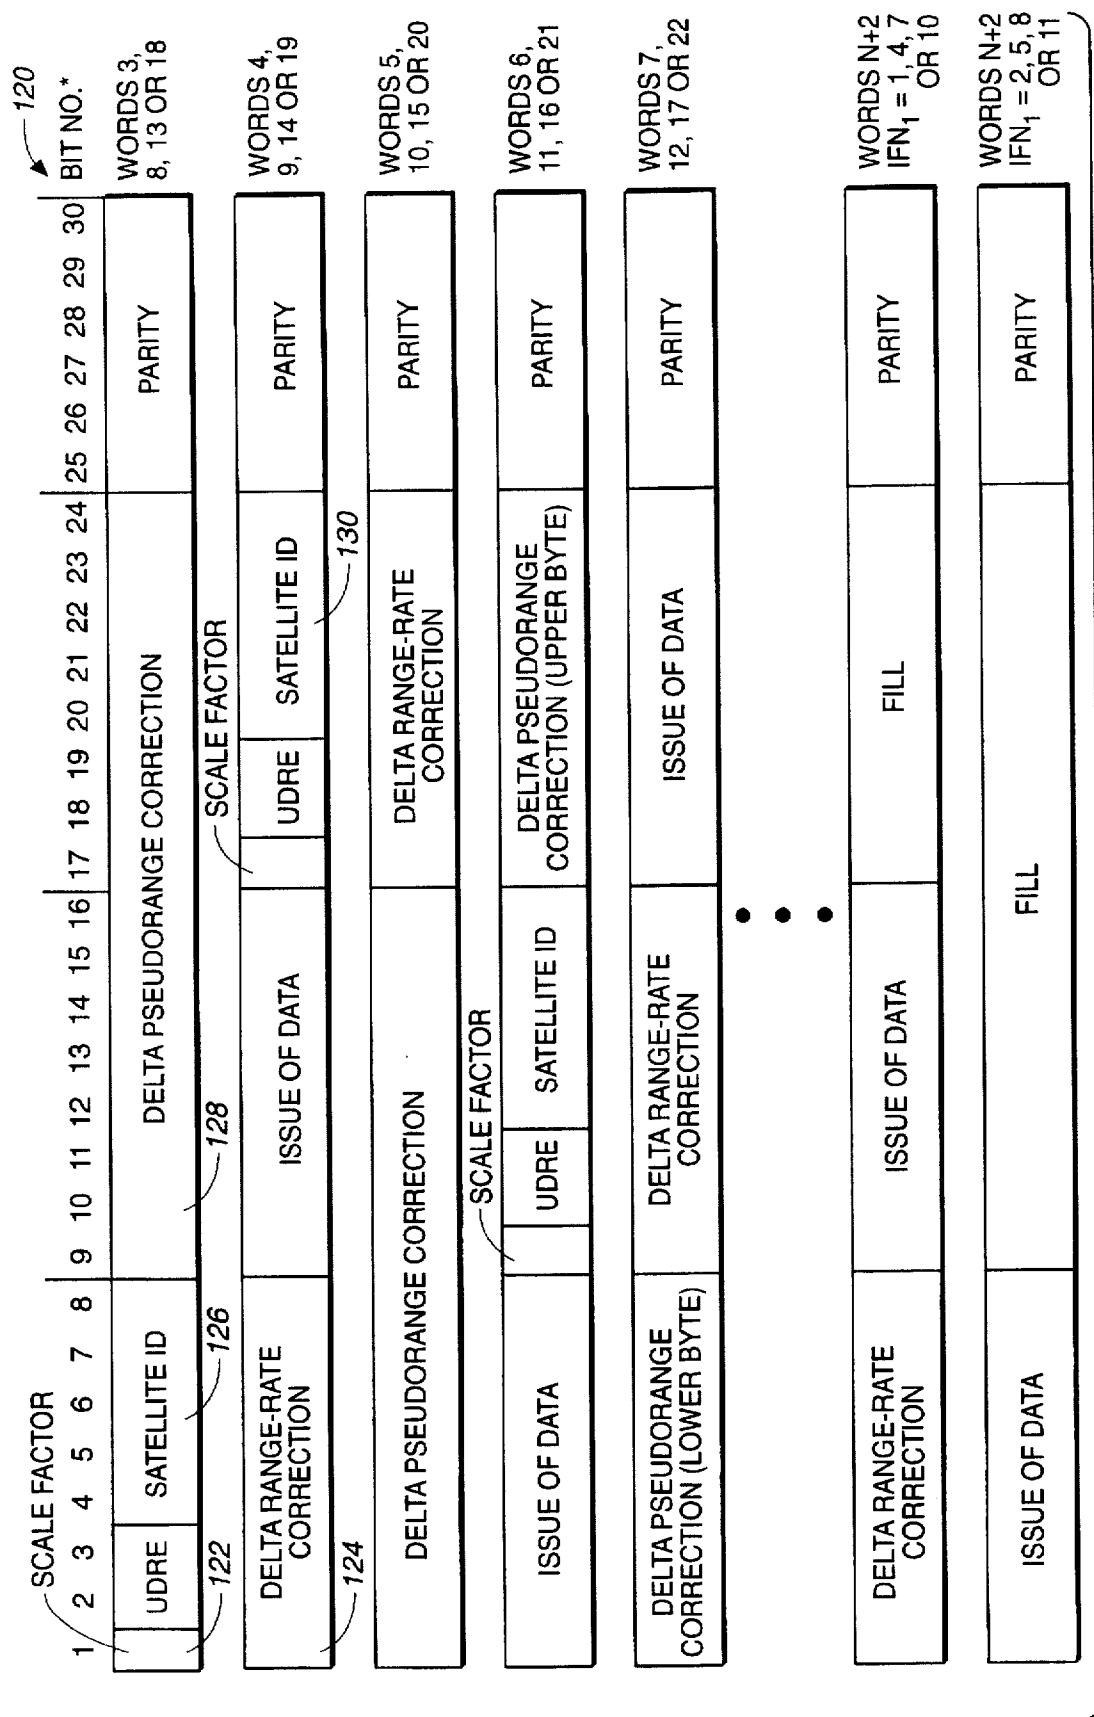 120
SCALE FACTOR
1 2 3 4 5 6 7 8 9 10 11 12 13 14 15 16 17 18 19 20 21 22 23 24 25 26 27 28 29 30 BIT NO.*
UDRE
SATELLITE ID
DELTA PSEUDORANGE CORRECTION
PARITY
WORDS 3,
8, 13 OR 18
122
126
128
SCALE FACTOR
DELTA RANGE-RATE
CORRECTION
ISSUE OF DATA
UDRE
SATELLITE ID
PARITY
WORDS 4,
9, 14 OR 19
124
130
DELTA PSEUDORANGE CORRECTION
DELTA RANGE-RATE
CORRECTION
PARITY
WORDS 5,
10, 15 OR 20
SCALE FACTOR
ISSUE OF DATA
UDRE
SATELLITE ID
DELTA PSEUDORANGE
CORRECTION (UPPER BYTE)
PARITY
WORDS 6,
11, 16 OR 21
DELTA PSEUDORANGE
CORRECTION (LOWER BYTE)
DELTA RANGE-RATE
CORRECTION
ISSUE OF DATA
PARITY
WORDS 7,
12, 17 OR 22
DELTA RANGE-RATE
CORRECTION
ISSUE OF DATA
FILL
PARITY
WORDS N+2
IFN1 = 1, 4, 7
OR 10
ISSUE OF DATA
FILL
PARITY
WORDS N+2
IFN1 = 2, 5, 8
OR 11